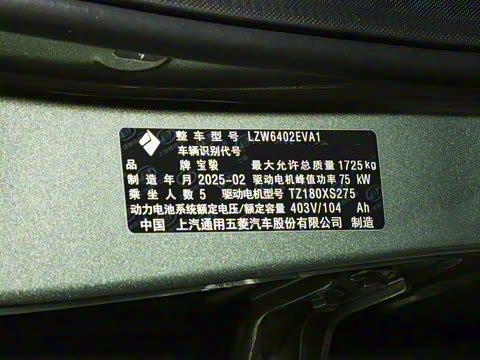 整车型号 LZW6402EVA1
车辆识别代号
品牌 宝骏 最大允许总质量 1725 kg
制造年月 2025-02 驱动电机峰值功率 75 kW
乘坐人数 5 驱动电机型号 TZ180XS275
动力电池系统额定电压/额定容量 403V/104 Ah
中国 上汽通用五菱汽车股份有限公司 制造